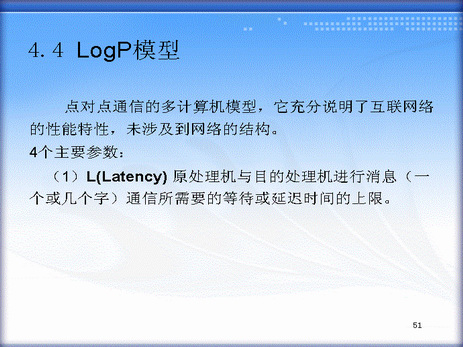 4.4 LogP模型
点对点通信的多计算机模型，它充分说明了互联网络
的性能特性，未涉及到网络的结构。
4个主要参数：
（1）L(Latency) 原处理机与目的处理机进行消息（一
个或几个字）通信所需要的等待或延迟时间的上限。
51